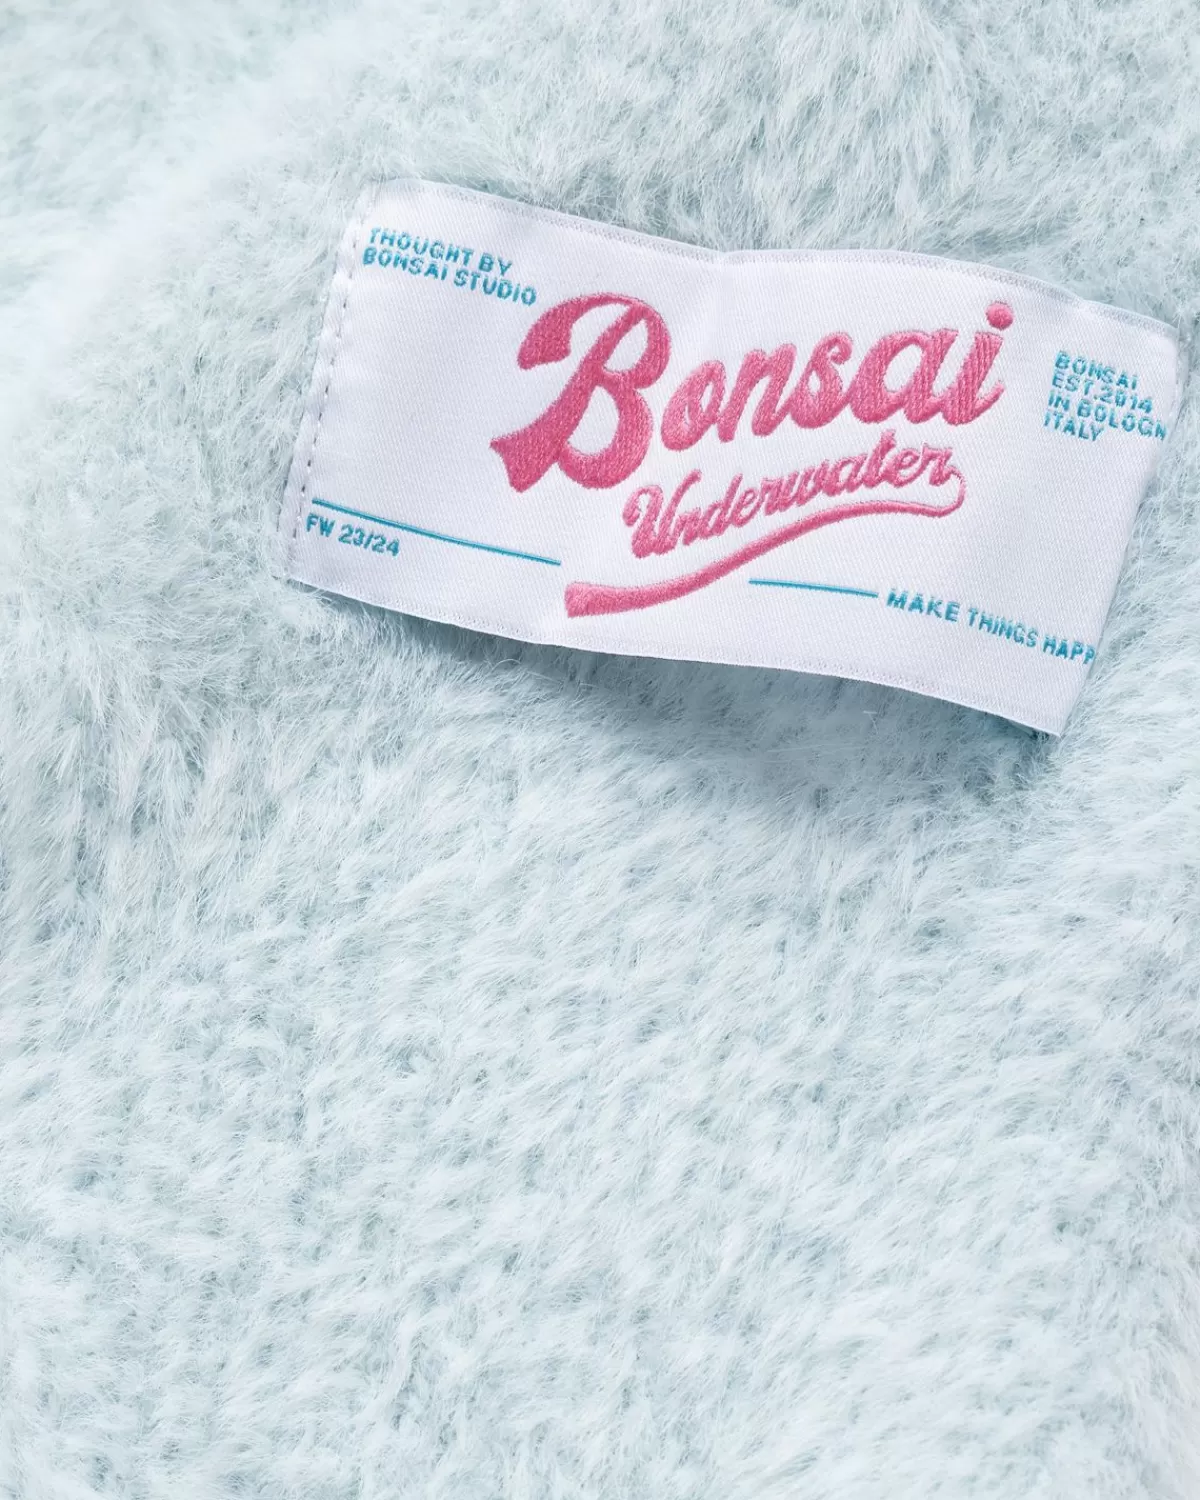 THOUGHT BY
BONSAI STUDIO
Bonsai
Underwater
BONSAI
EST.2014
IN BOLOGN
ITALY
FW 23/24
MAKE THINGS HAPP